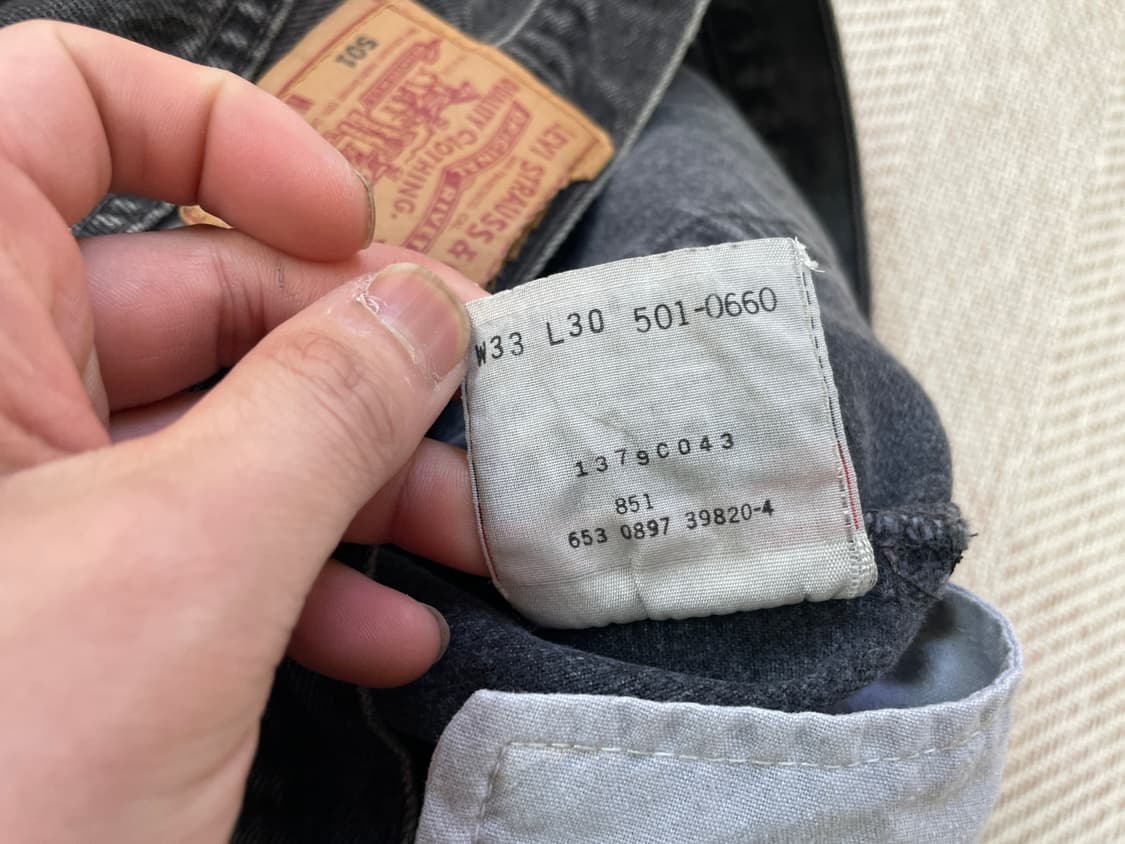 501
LEVI STRAUSS &
QUALITY CLOTHING.
W33 L30 501-0660
1379C043
851
653 0897 39820-4